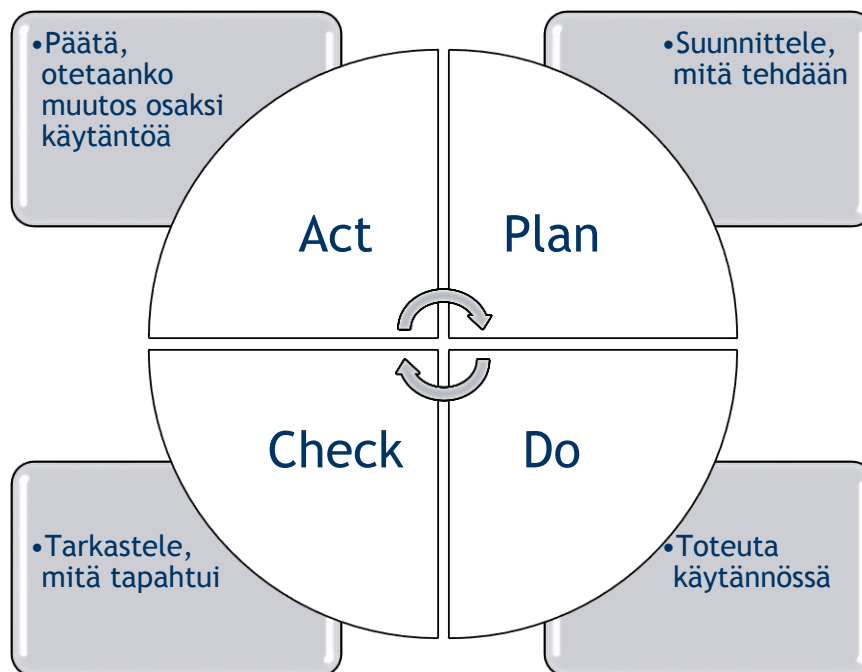 •Päätä,
otetaanko
muutos osaksi
käytäntöä
•Suunnittele,
mitä tehdään
Act
Plan
Check
Do
•Tarkastele,
mitä tapahtui
•Toteuta
käytännössä